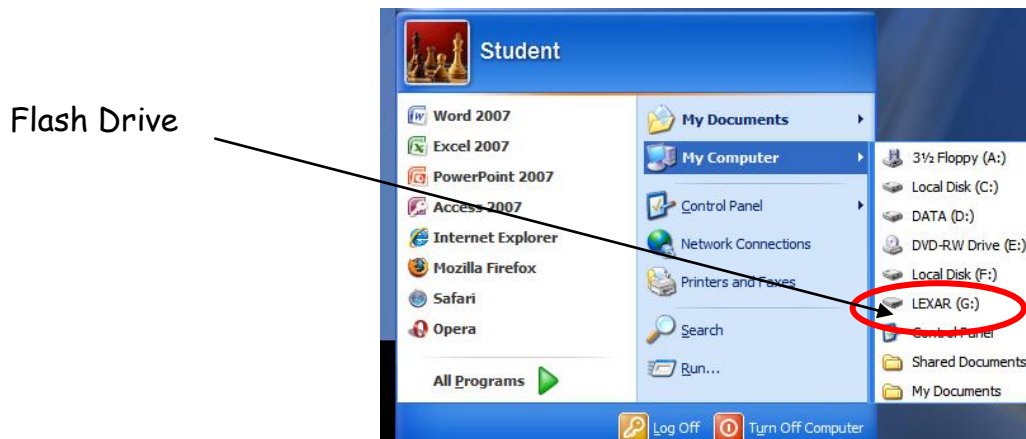 Flash Drive
Student
Word 2007
Excel 2007
PowerPoint 2007
Access 2007
Internet Explorer
Mozilla Firefox
Safari
Opera
All Programs
My Documents
My Computer
Control Panel
Network Connections
Printers and Faxes
Search
Run...
3½ Floppy (A:)
Local Disk (C:)
DATA (D:)
DVD-RW Drive (E:)
Local Disk (F:)
LEXAR (G:)
Control Panel
Shared Documents
My Documents
Log Off
Turn Off Computer